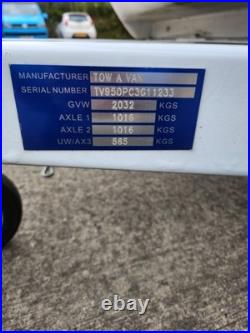 MANUFACTURER TOW A VAN
SERIAL NUMBER TV950PC3G11233
GVW 2032 KGS
AXLE 1 1016 KGS
AXLE 2 1016 KGS
UW/AX3 565 KGS